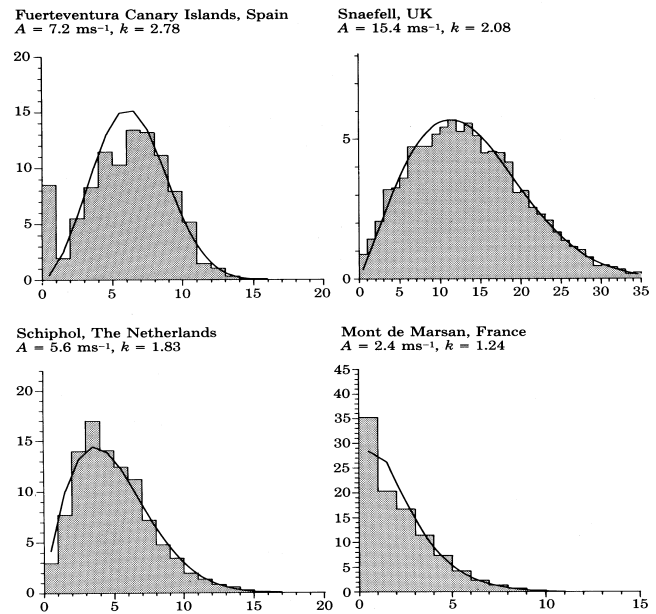 Fuerteventura Canary Islands, Spain
A = 7.2 ms⁻¹, k = 2.78
20
15
10
5
0
0 5 10 15 20
Snaefell, UK
A = 15.4 ms⁻¹, k = 2.08
5
0
0 5 10 15 20 25 30 35
Schiphol, The Netherlands
A = 5.6 ms⁻¹, k = 1.83
20
15
10
5
0
0 5 10 15 20
Mont de Marsan, France
A = 2.4 ms⁻¹, k = 1.24
45
40
35
30
25
20
15
10
5
0
0 5 10 15